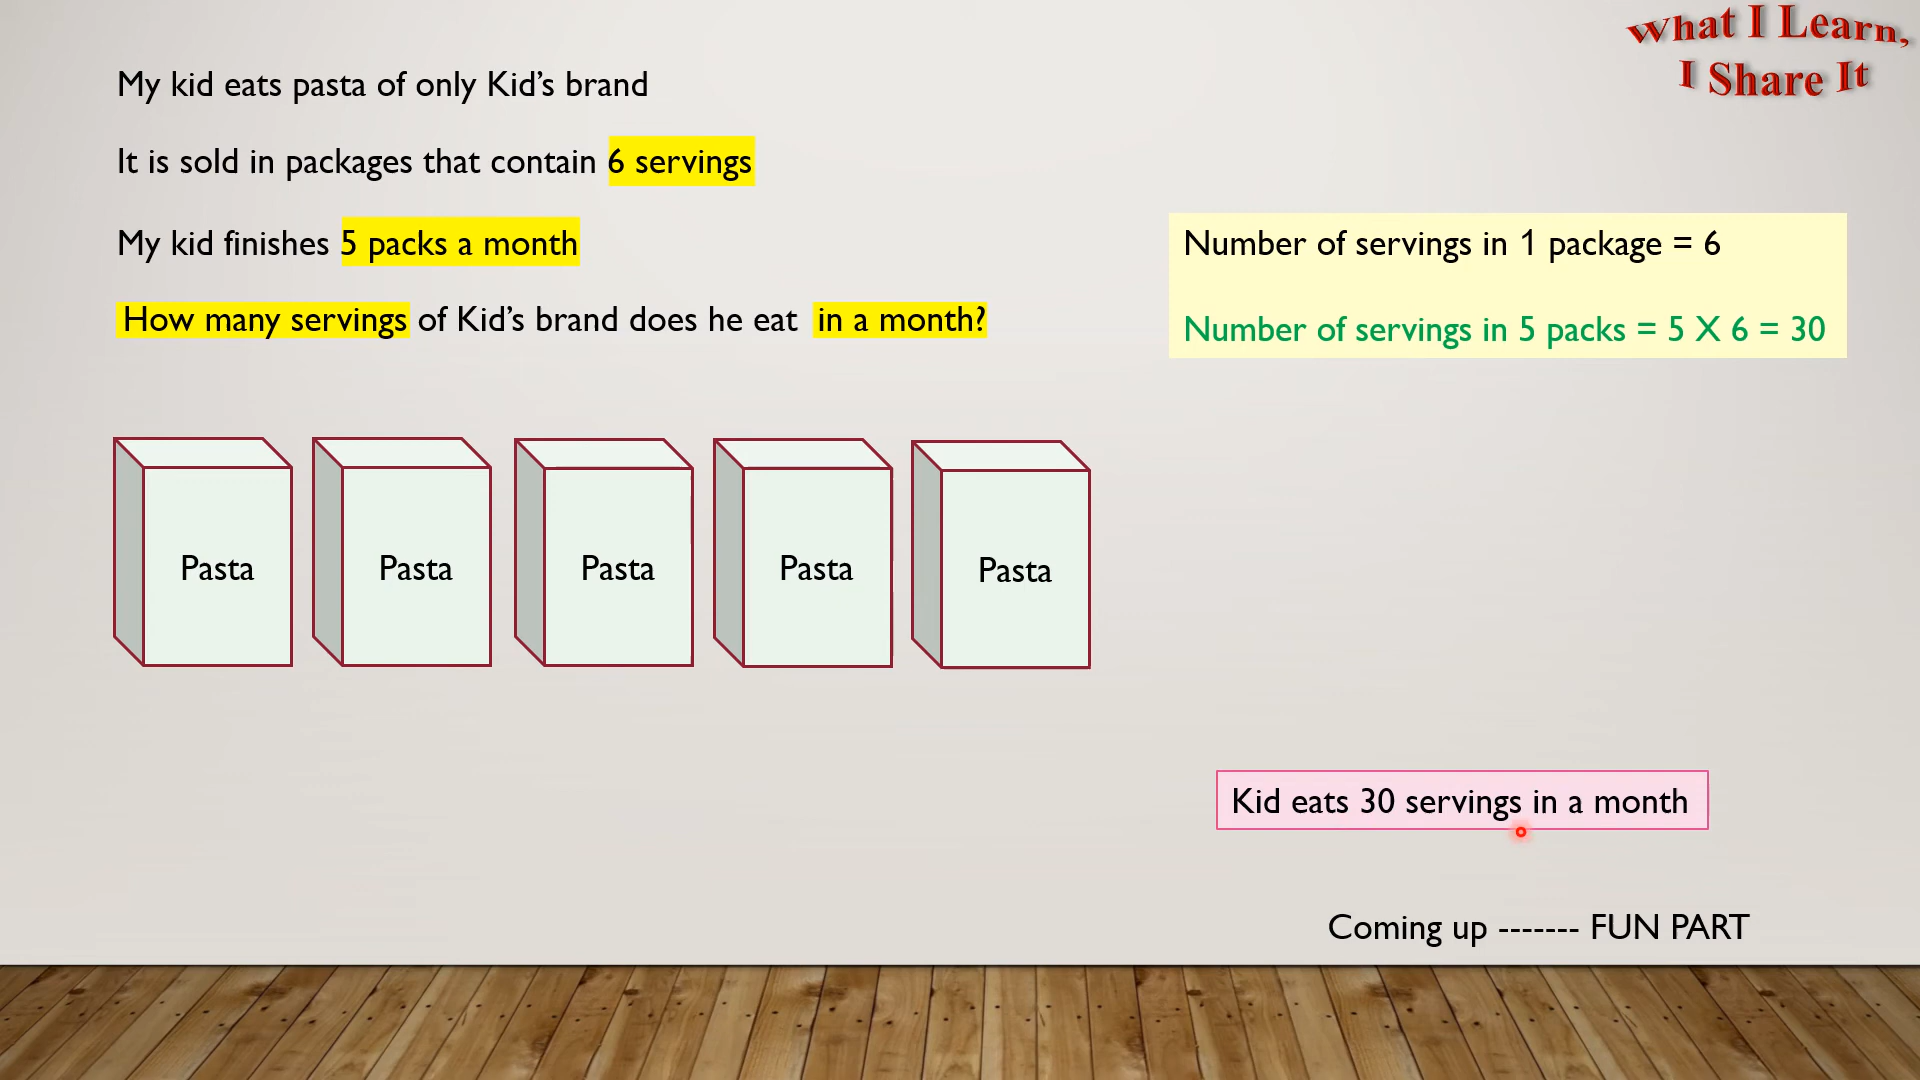 What I Learn,
I Share It
My kid eats pasta of only Kid's brand
It is sold in packages that contain 6 servings
My kid finishes 5 packs a month
How many servings of Kid's brand does he eat in a month?
Number of servings in 1 package = 6
Number of servings in 5 packs = 5 X 6 = 30
Pasta
Pasta
Pasta
Pasta
Pasta
Kid eats 30 servings in a month
Coming up ------- FUN PART